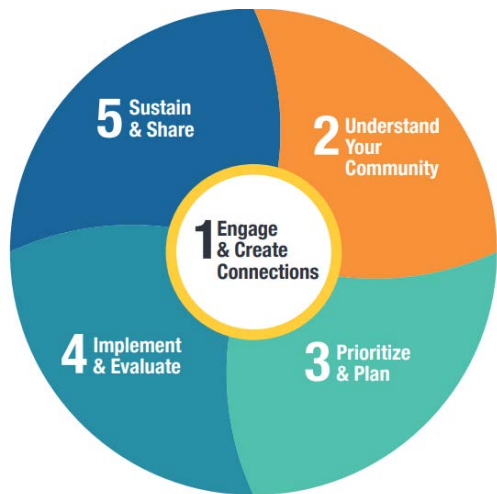 1 Engage
& Create
Connections
2 Understand
Your
Community
3 Prioritize
& Plan
4 Implement
& Evaluate
5 Sustain
& Share